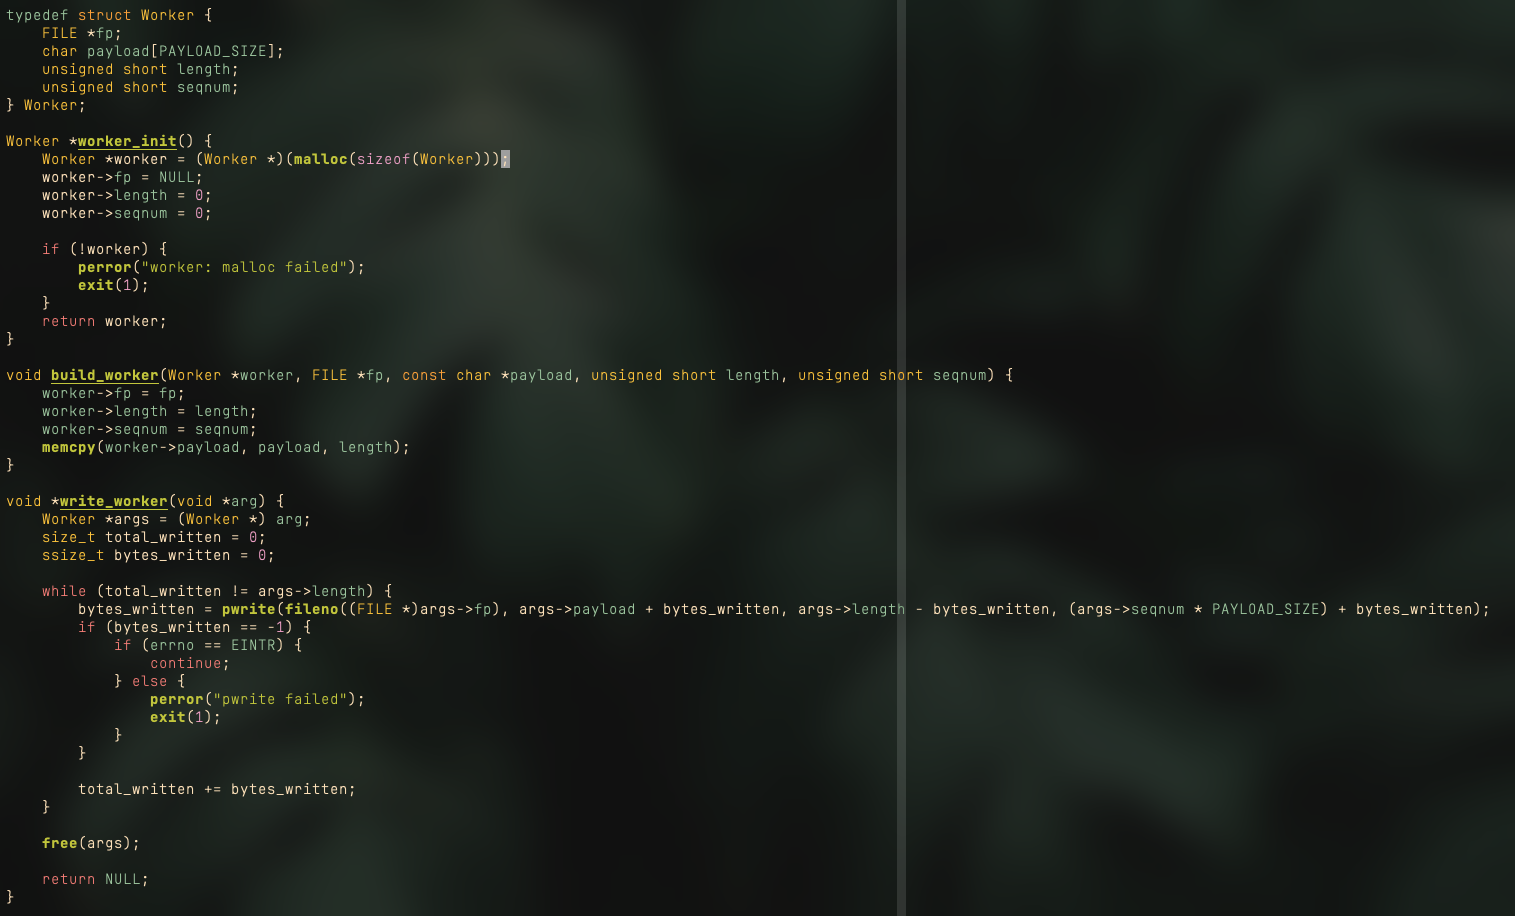 typedef struct Worker {
    FILE *fp;
    char payload[PAYLOAD_SIZE];
    unsigned short length;
    unsigned short seqnum;
} Worker;

Worker *worker_init() {
    Worker *worker = (Worker *)(malloc(sizeof(Worker)));
    worker->fp = NULL;
    worker->length = 0;
    worker->seqnum = 0;

    if (!worker) {
        perror("worker: malloc failed");
        exit(1);
    }
    return worker;
}

void build_worker(Worker *worker, FILE *fp, const char *payload, unsigned short length, unsigned short seqnum) {
    worker->fp = fp;
    worker->length = length;
    worker->seqnum = seqnum;
    memcpy(worker->payload, payload, length);
}

void *write_worker(void *arg) {
    Worker *args = (Worker *) arg;
    size_t total_written = 0;
    ssize_t bytes_written = 0;

    while (total_written != args->length) {
        bytes_written = pwrite(fileno((FILE *)args->fp), args->payload + bytes_written, args->length - bytes_written, (args->seqnum * PAYLOAD_SIZE) + bytes_written);
        if (bytes_written == -1) {
            if (errno == EINTR) {
                continue;
            } else {
                perror("pwrite failed");
                exit(1);
            }
        }

        total_written += bytes_written;
    }

    free(args);

    return NULL;
}